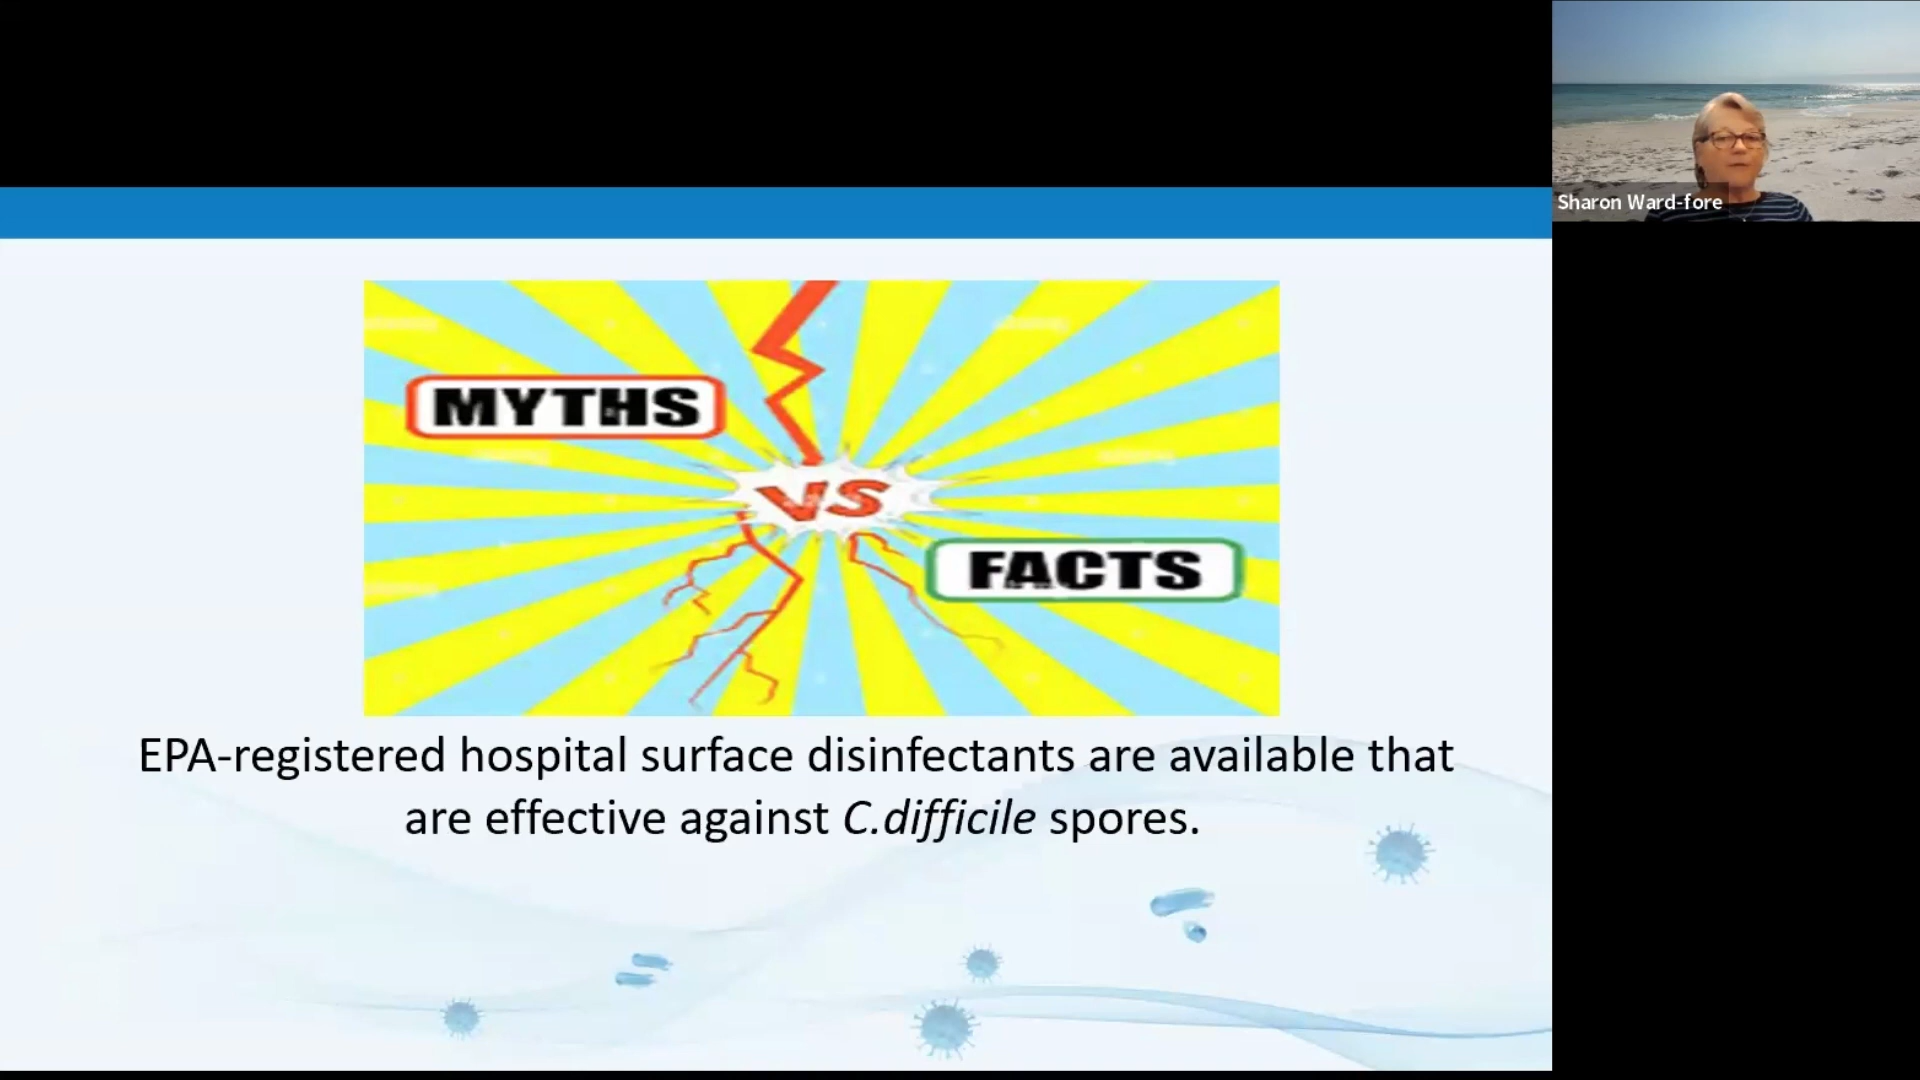 Sharon Ward-fore
MYTHS
VS
FACTS
EPA-registered hospital surface disinfectants are available that
are effective against C.difficile spores.